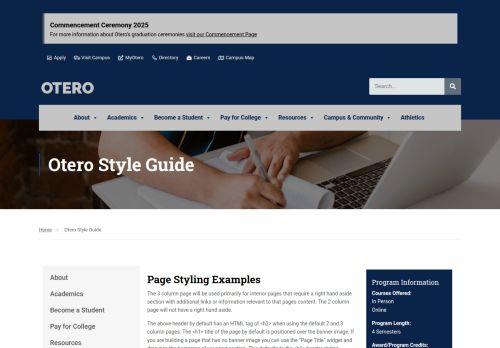 Commencement Ceremony 2025
For more information about Otero's graduation ceremonies visit our Commencement Page
Apply Visit Campus MyOtero Directory Careers Campus Map
OTERO
Search...
About Academics Become a Student Pay for College Resources Campus & Community Athletics
Otero Style Guide
Home Otero Style Guide
About
Academics
Become a Student
Pay for College
Resources
Page Styling Examples
The 3 column page will be used primarily for interior pages that require a right hand aside
section with additional links or information relevant to that pages content. The 2 column
page will not have a right hand aside.
The above header by default has an HTML tag of <h2> when using the default 2 and 3
column pages. The <h1> title of the page by default is positioned over the banner image. If
you are building a page that has no banner image you can use the "Page Title" widget and
Program Information
Courses Offered:
In Person
Online
Program Length:
4 Semesters
Award/Program Credits: